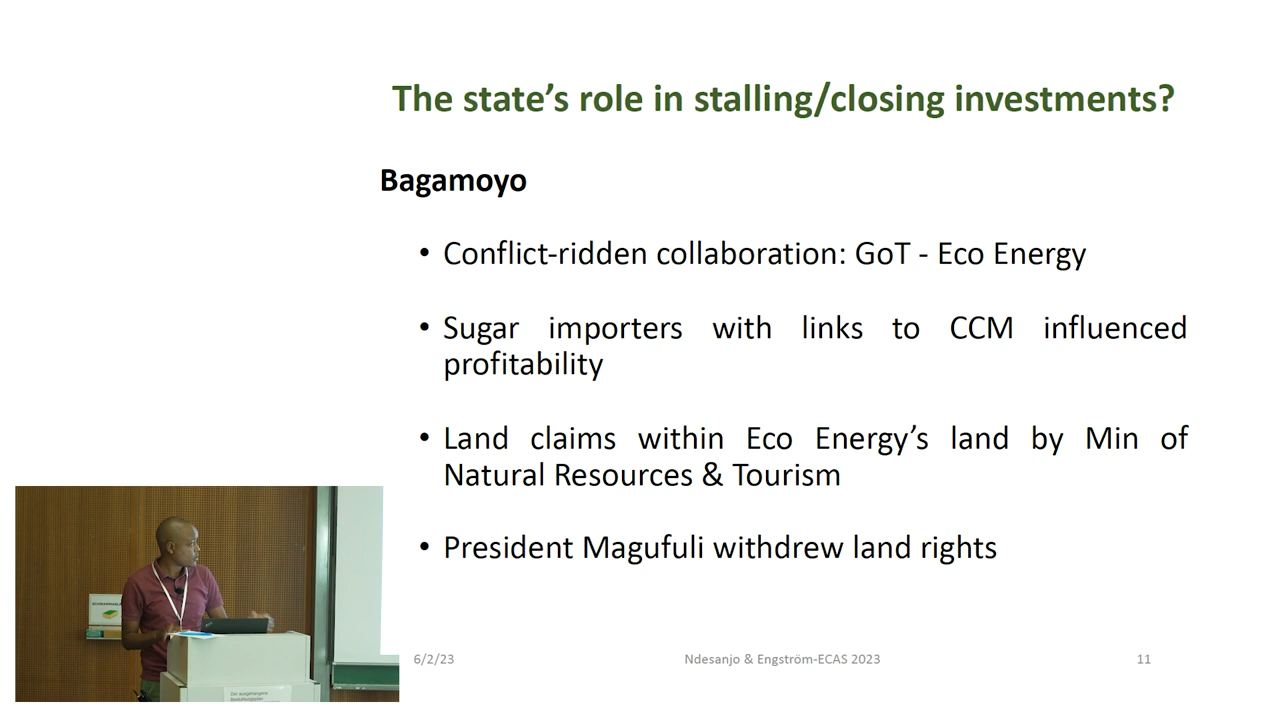 The state's role in stalling/closing investments?
Bagamoyo
• Conflict-ridden collaboration: GoT - Eco Energy
• Sugar importers with links to CCM influenced
profitability
• Land claims within Eco Energy's land by Min of
Natural Resources & Tourism
• President Magufuli withdrew land rights
6/2/23
Ndesanjo & Engström-ECAS 2023
11